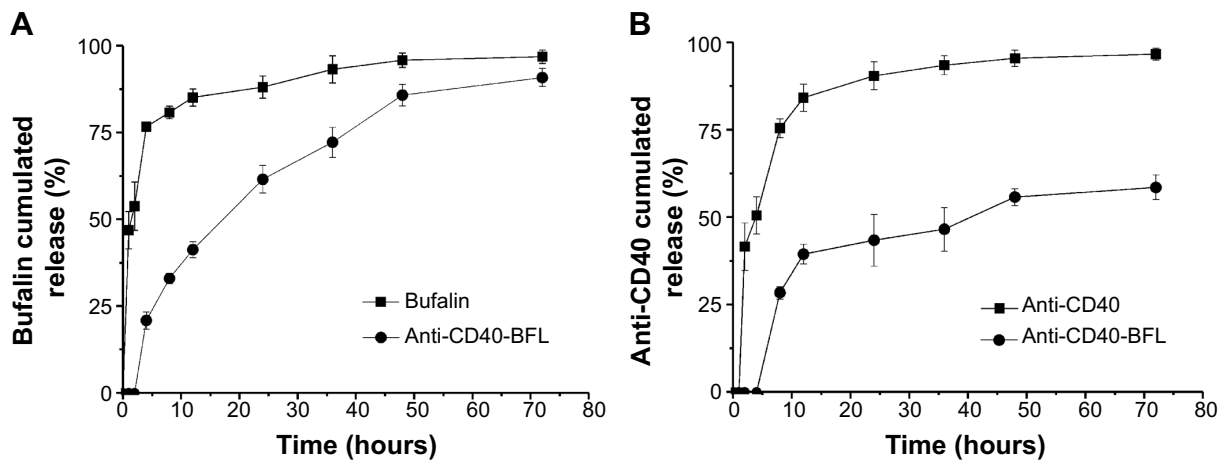 A
Bufalin cumulated
release (%)
100
75
50
25
0
Bufalin
Anti-CD40-BFL
0
10
20
30
40
50
60
70
80
Time (hours)
B
Anti-CD40 cumulated
release (%)
100
75
50
25
0
Anti-CD40
Anti-CD40-BFL
0
10
20
30
40
50
60
70
80
Time (hours)